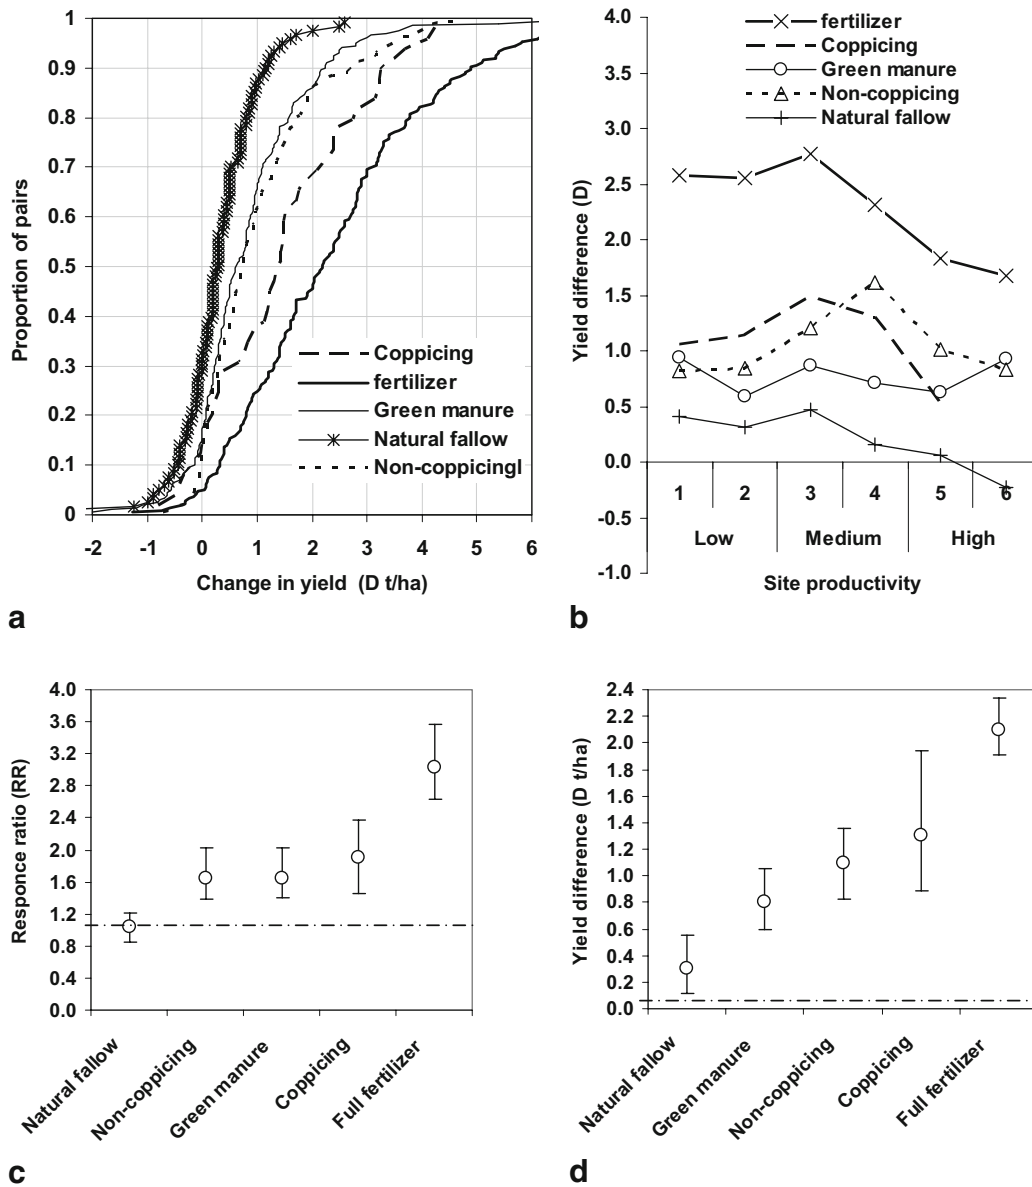 1
0.9
0.8
0.7
0.6
0.5
0.4
0.3
0.2
0.1
0
Proportion of pairs
Coppicing
fertilizer
Green manure
Natural fallow
Non-coppicingl
-2 -1 0 1 2 3 4 5 6
Change in yield (D t/ha)
a
4.0
3.5
3.0
2.5
2.0
1.5
1.0
0.5
0.0
-0.5
-1.0
Yield difference (D)
fertilizer
Coppicing
Green manure
Non-coppicing
Natural fallow
1 2 3 4 5 6
Low Medium High
Site productivity
b
4.0
3.6
3.2
2.8
2.4
2.0
1.6
1.2
0.8
0.4
0.0
Responce ratio (RR)
Natural fallow
Non-coppicing
Green manure
Coppicing
Full fertilizer
c
2.4
2.2
2.0
1.8
1.6
1.4
1.2
1.0
0.8
0.6
0.4
0.2
0.0
Yield difference (D t/ha)
Natural fallow
Green manure
Non-coppicing
Coppicing
Full fertilizer
d